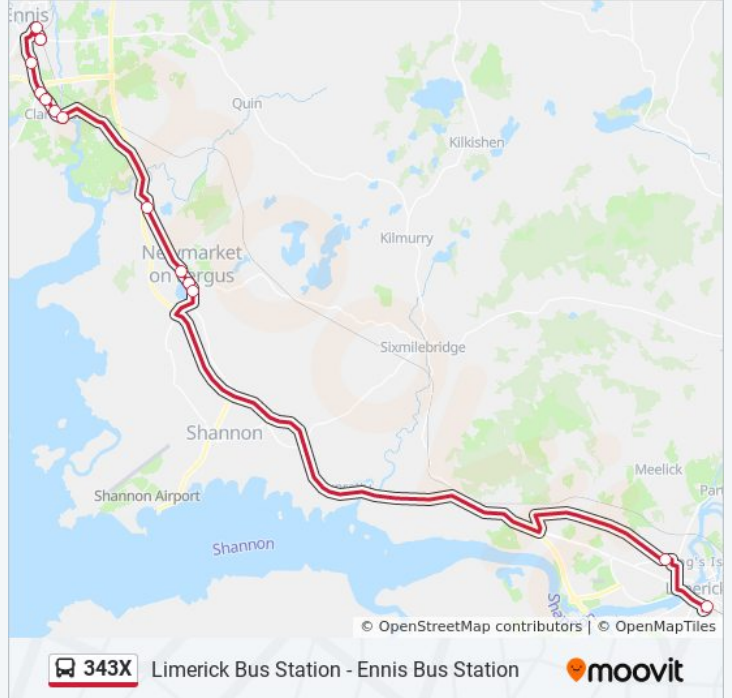 Ennis
Quin
Kilkishen
Kilmurry
Newmarket
on Fergus
Sixmilebridge
Shannon
Meelick
Shannon Airport
Shannon
Limerick
© OpenStreetMap contributors | © OpenMapTiles
343X Limerick Bus Station - Ennis Bus Station moovit